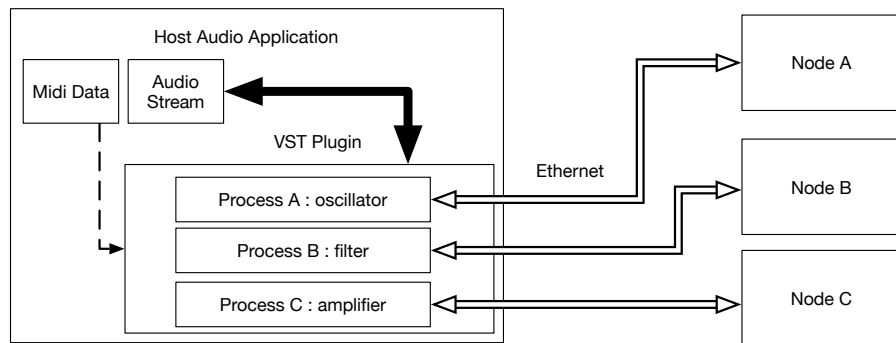 Host Audio Application
Midi Data
Audio
Stream
VST Plugin
Process A : oscillator
Process B : filter
Process C : amplifier
Ethernet
Node A
Node B
Node C